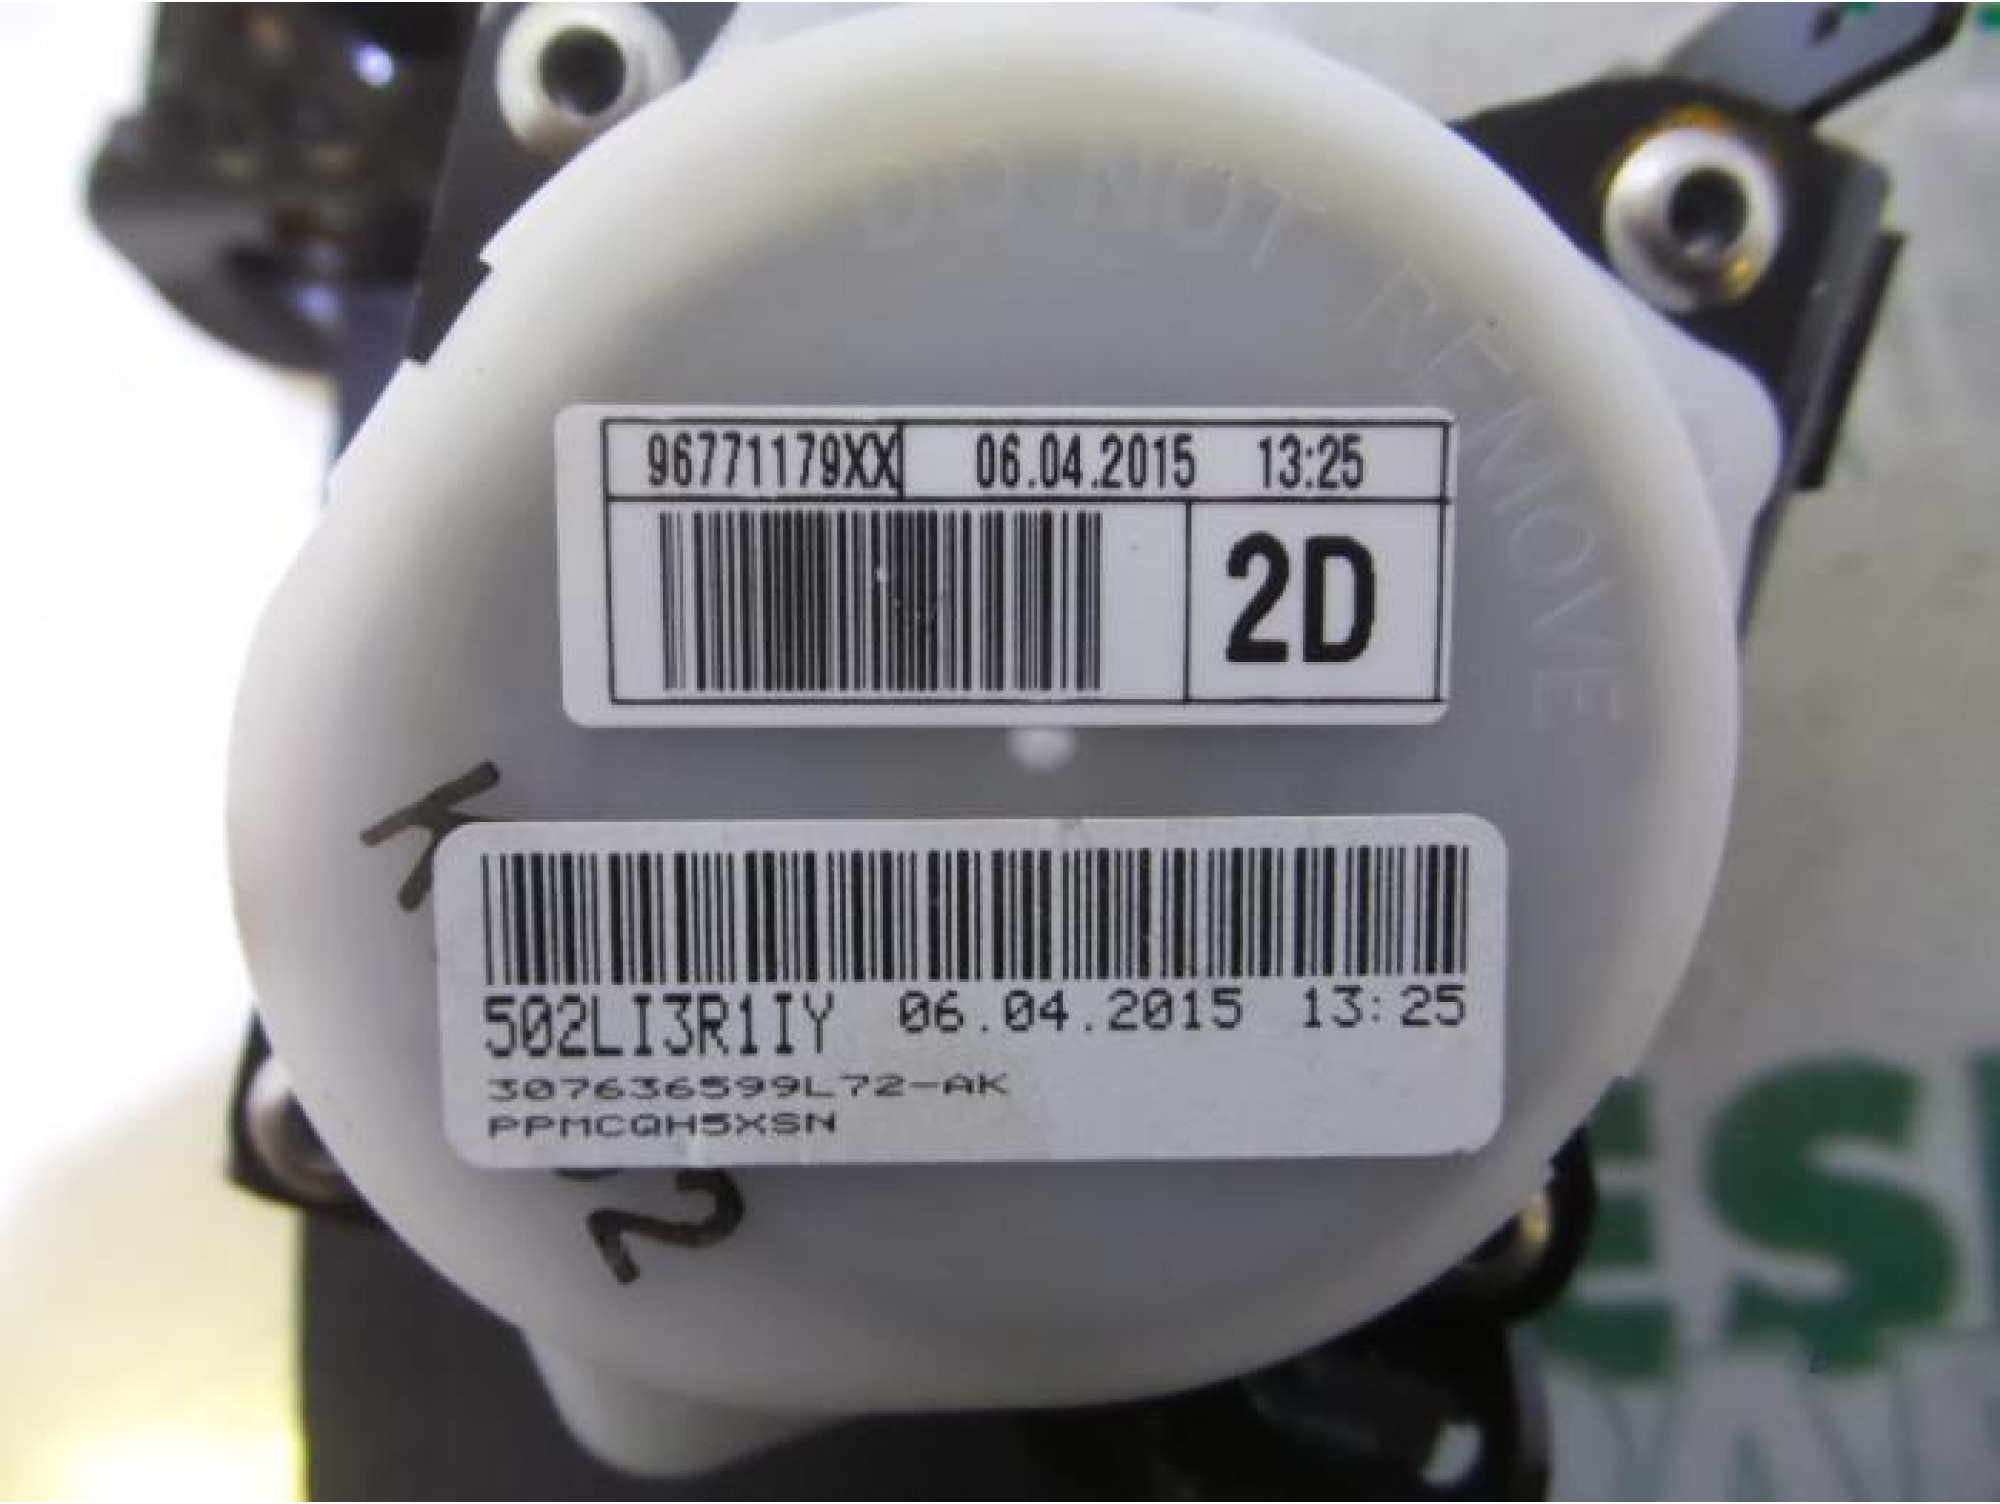 DO NOT REMOVE
96771179XX 06.04.2015 13:25
2D
K
502LI3R1IY 06.04.2015 13:25
307636599L72-AK
PPMCQH5XSN
2